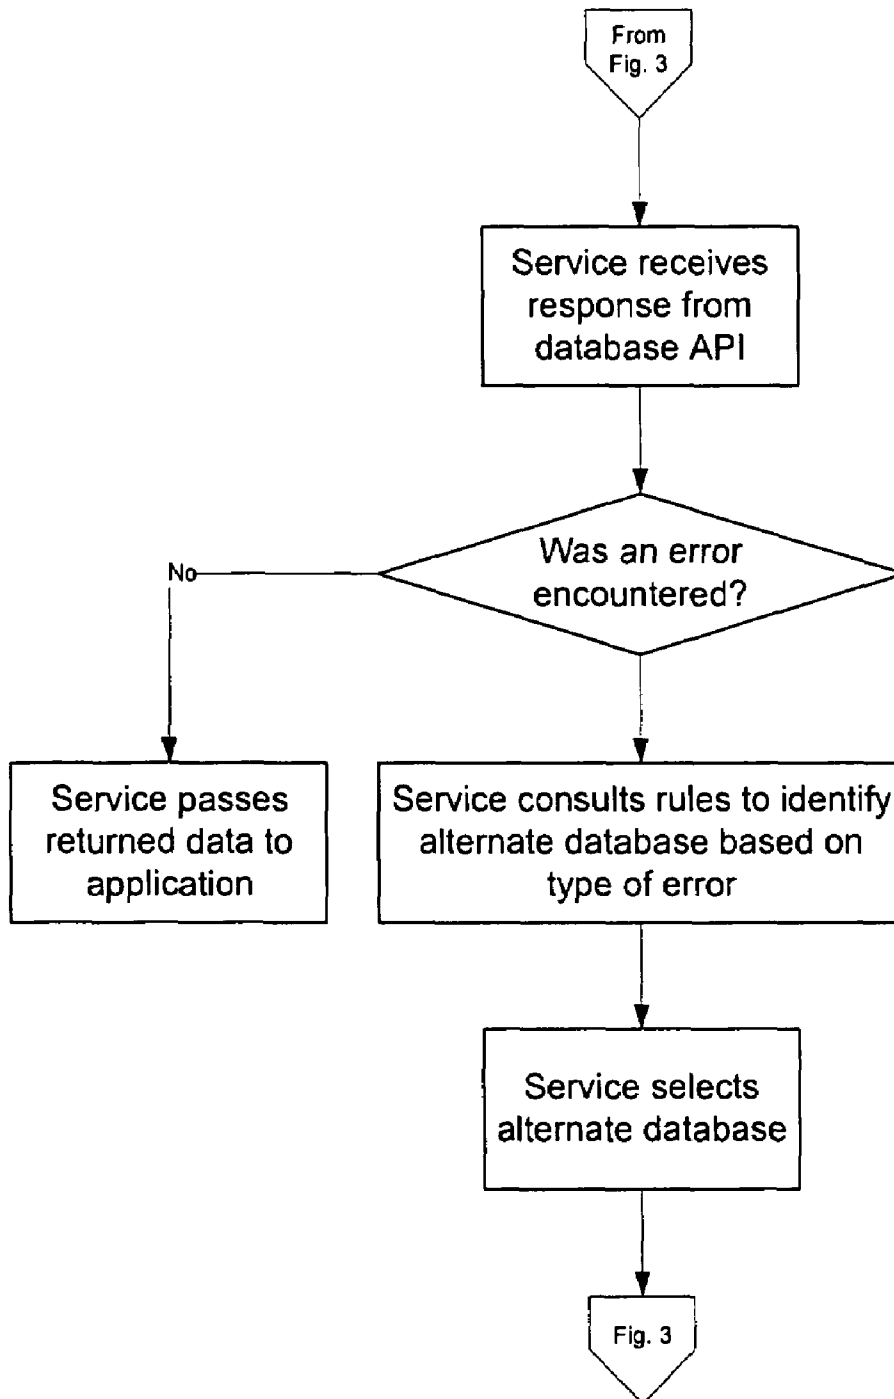 From
Fig. 3
Service receives
response from
database API
Was an error
encountered?
No
Service passes
returned data to
application
Service consults rules to identify
alternate database based on
type of error
Service selects
alternate database
Fig. 3